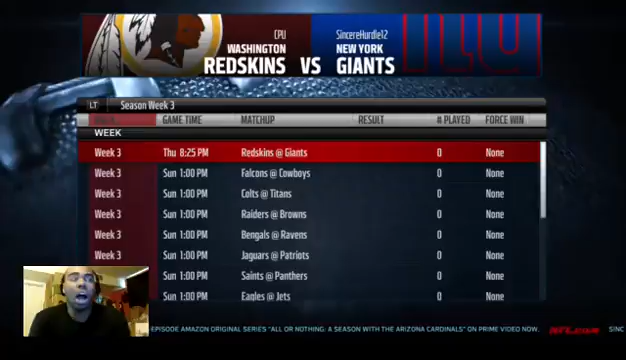 CPU
WASHINGTON
REDSKINS
VS
SincereHurdle12
NEW YORK
GIANTS
LT Season Week 3
GAME TIME MATCHUP RESULT # PLAYED FORCE WIN
WEEK
Week 3 Thu 8:25 PM Redskins @ Giants 0 None
Week 3 Sun 1:00 PM Falcons @ Cowboys 0 None
Week 3 Sun 1:00 PM Colts @ Titans 0 None
Week 3 Sun 1:00 PM Raiders @ Browns 0 None
Week 3 Sun 1:00 PM Bengals @ Ravens 0 None
Week 3 Sun 1:00 PM Jaguars @ Patriots 0 None
Sun 1:00 PM Saints @ Panthers 0 None
Sun 1:00 PM Eagles @ Jets 0 None
EPISODE AMAZON ORIGINAL SERIES "ALL OR NOTHING: A SEASON WITH THE ARIZONA CARDINALS" ON PRIME VIDEO NOW. NFL.com SINC